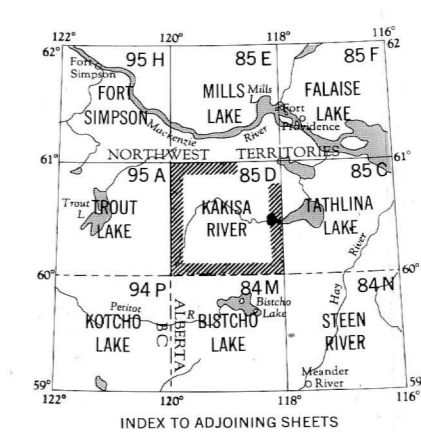 122° 120° 118° 116°
62° 95 H 85 E 85 F 62
Fort Simpson Mills L
FORT SIMPSON MILLS LAKE FALAISE LAKE
Fort Providence
Mackenzie River
61° NORTHWEST TERRITORIES 61°
95 A 85 D 85 C
Trout L
TROUT LAKE KAKISA RIVER TATHLINA LAKE
River
60° 60°
94 P 84 M 84 N
Petitot R Bistcho Lake Hay
KOTCHO LAKE BC ALBERTA BISTCHO LAKE STEEN RIVER
Meander River
59° 59°
122° 120° 118° 116°
INDEX TO ADJOINING SHEETS